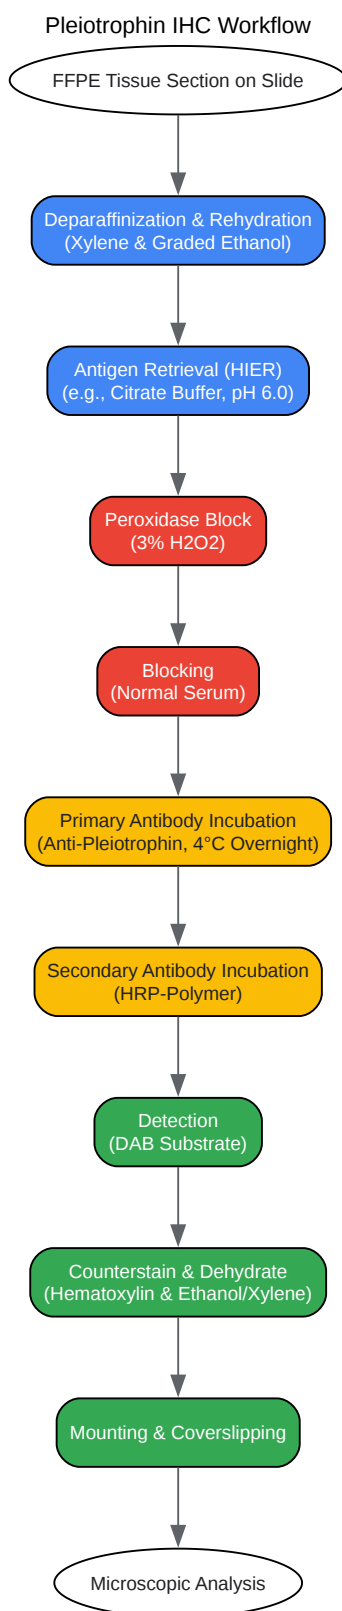 Pleiotrophin IHC Workflow
FFPE Tissue Section on Slide
Deparaffinization & Rehydration
(Xylene & Graded Ethanol)
Antigen Retrieval (HIER)
(e.g., Citrate Buffer, pH 6.0)
Peroxidase Block
(3% H2O2)
Blocking
(Normal Serum)
Primary Antibody Incubation
(Anti-Pleiotrophin, 4°C Overnight)
Secondary Antibody Incubation
(HRP-Polymer)
Detection
(DAB Substrate)
Counterstain & Dehydrate
(Hematoxylin & Ethanol/Xylene)
Mounting & Coverslipping
Microscopic Analysis